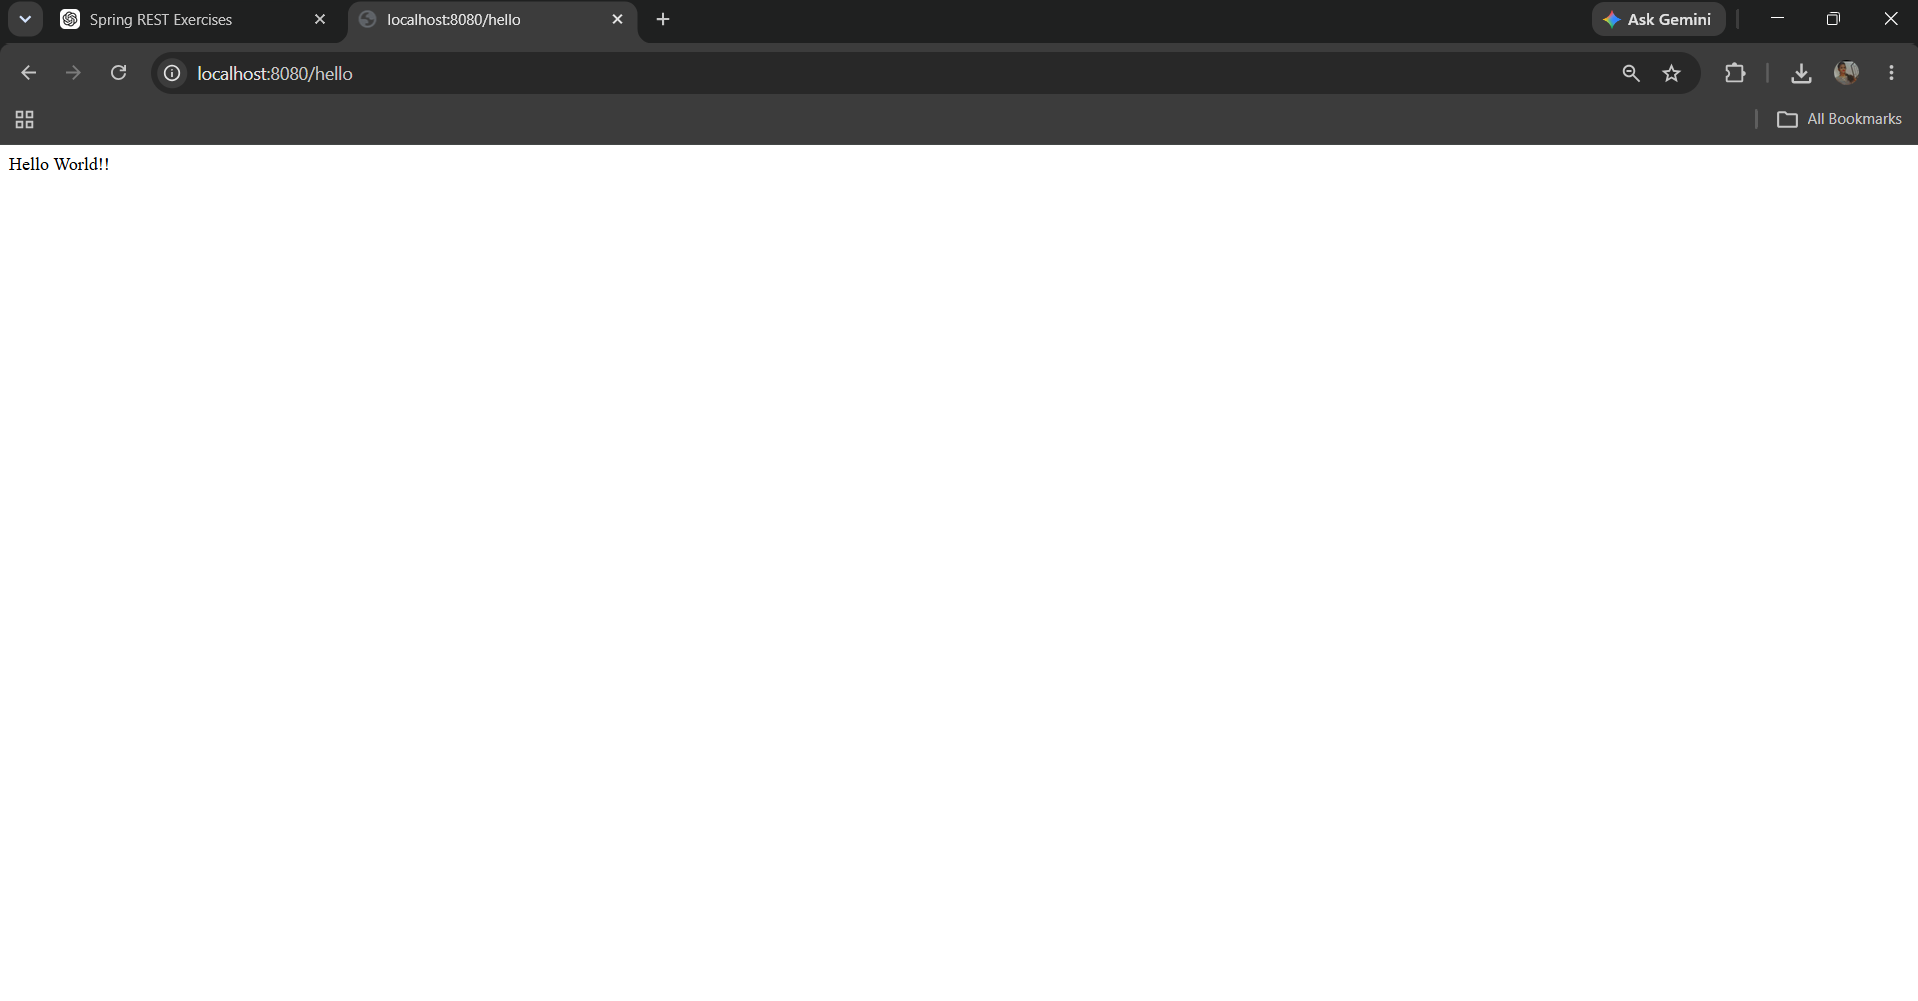 Spring REST Exercises
localhost:8080/hello
Ask Gemini
localhost:8080/hello
All Bookmarks
Hello World!!